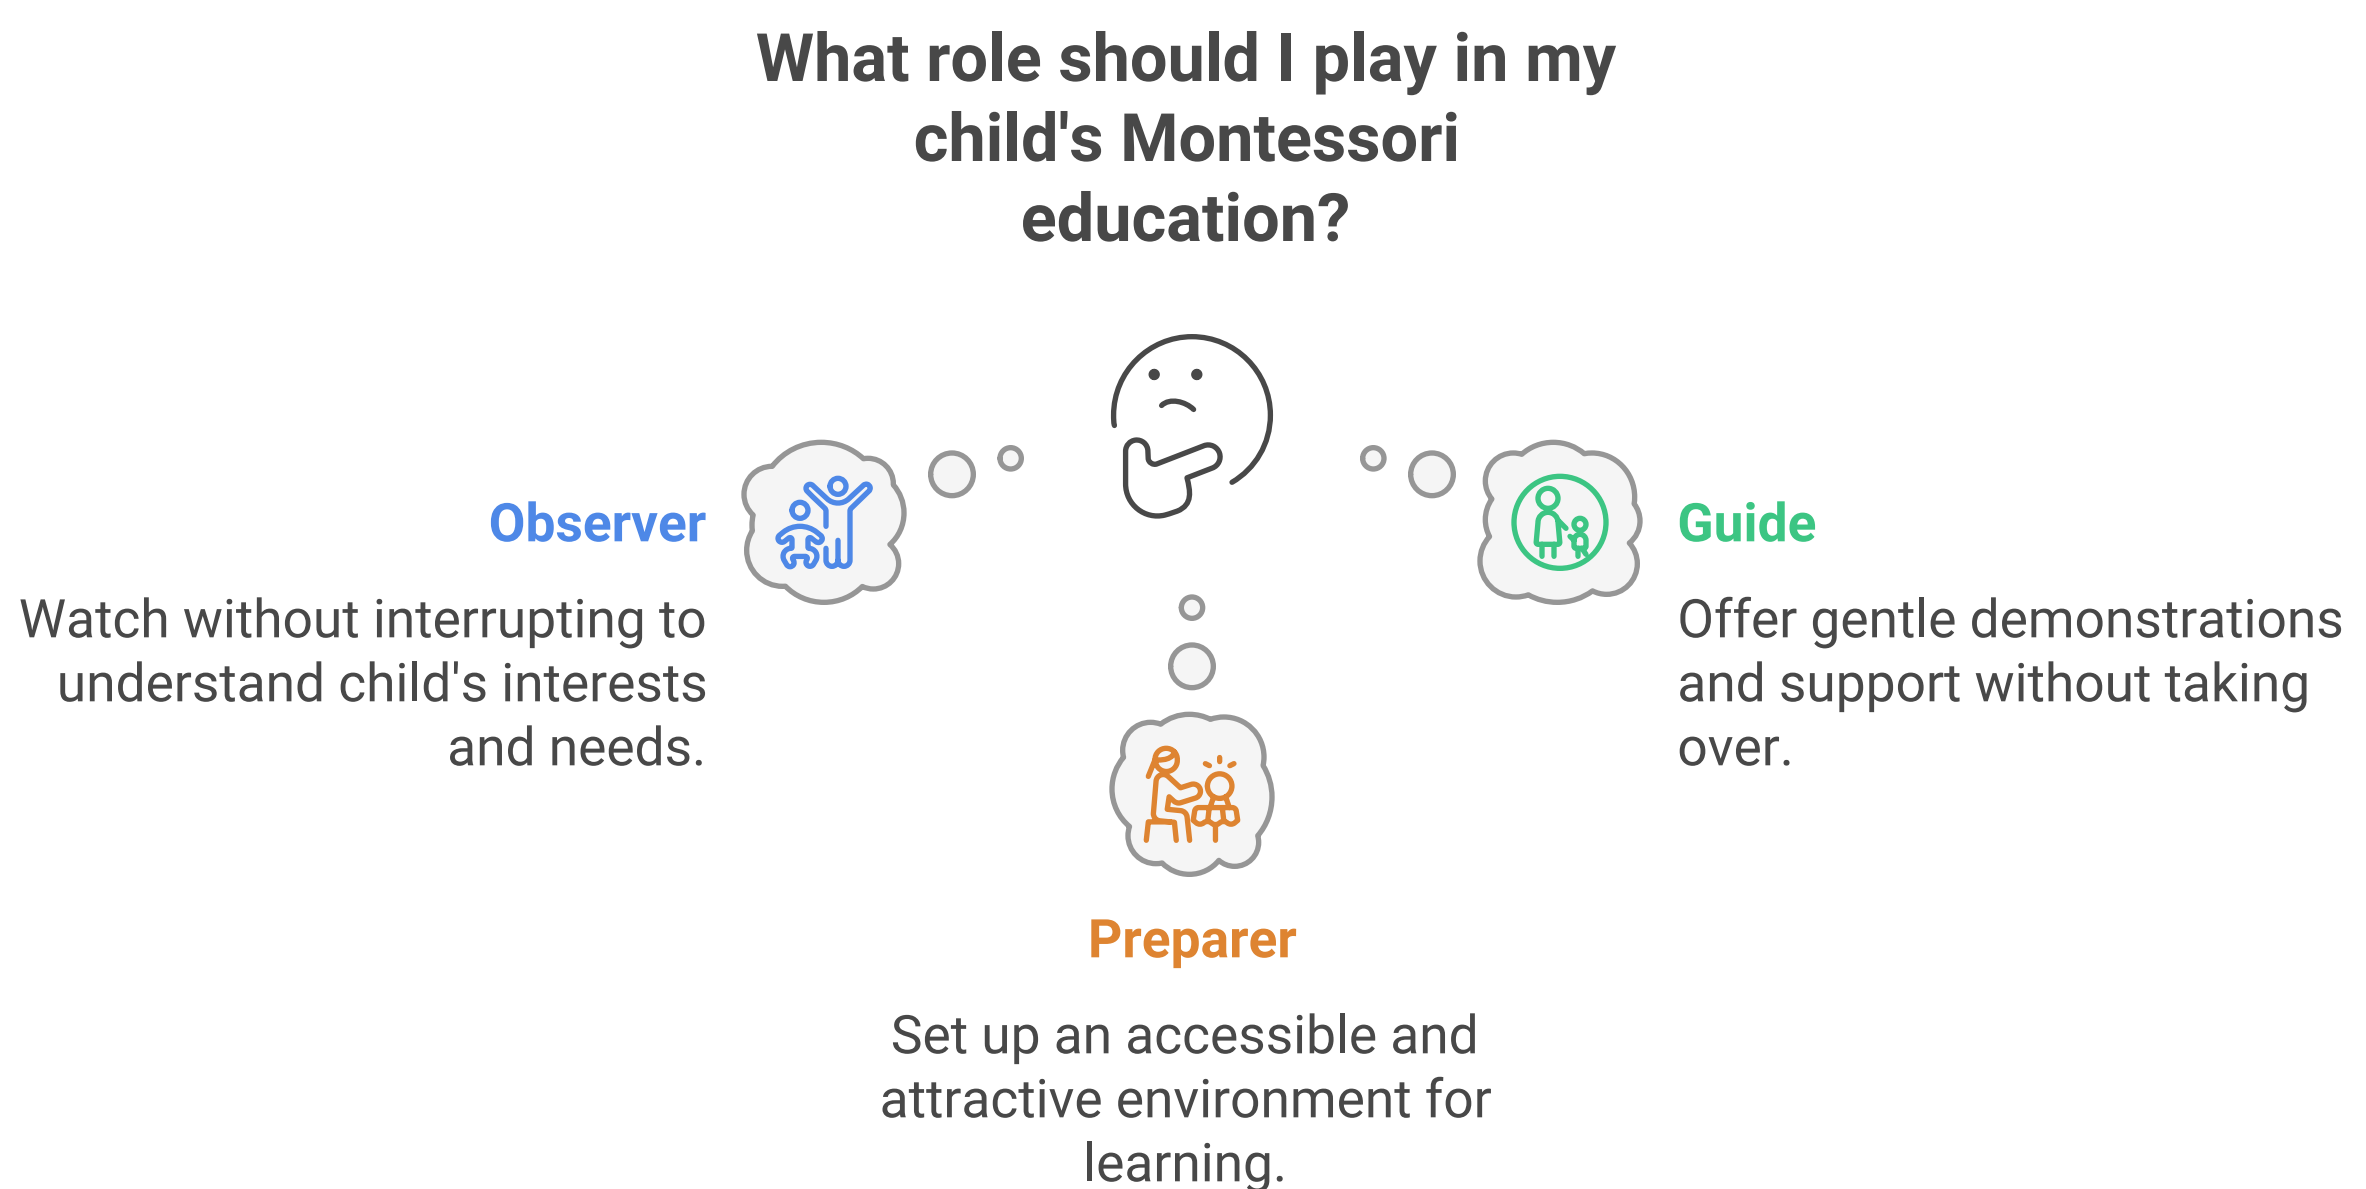 What role should I play in my
child's Montessori
education?
Observer
Watch without interrupting to
understand child's interests
and needs.
Guide
Offer gentle demonstrations
and support without taking
over.
Preparer
Set up an accessible and
attractive environment for
learning.